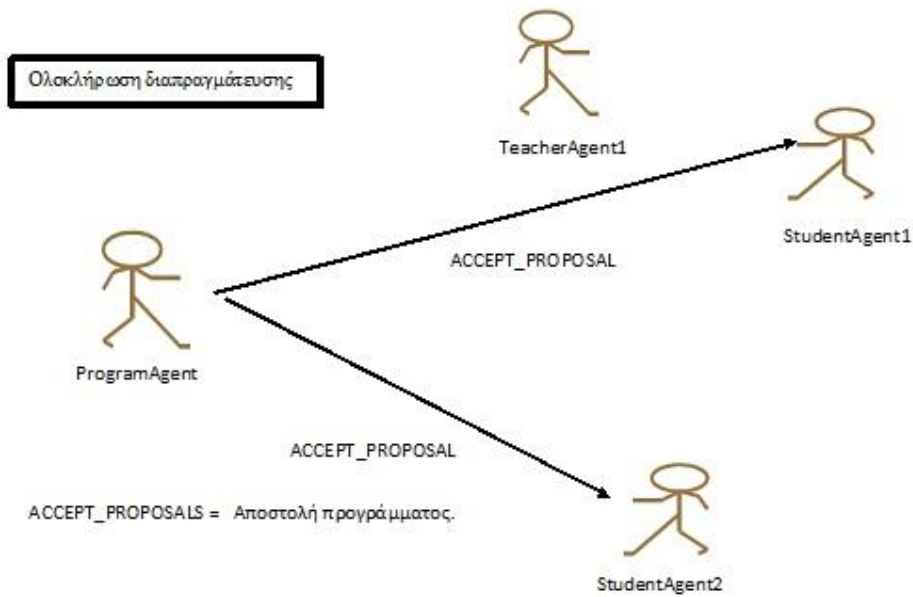 Ολοκλήρωση διαπραγμάτευσης
TeacherAgent1
StudentAgent1
ACCEPT_PROPOSAL
ProgramAgent
ACCEPT_PROPOSAL
ACCEPT_PROPOSALS = Αποστολή προγράμματος.
StudentAgent2